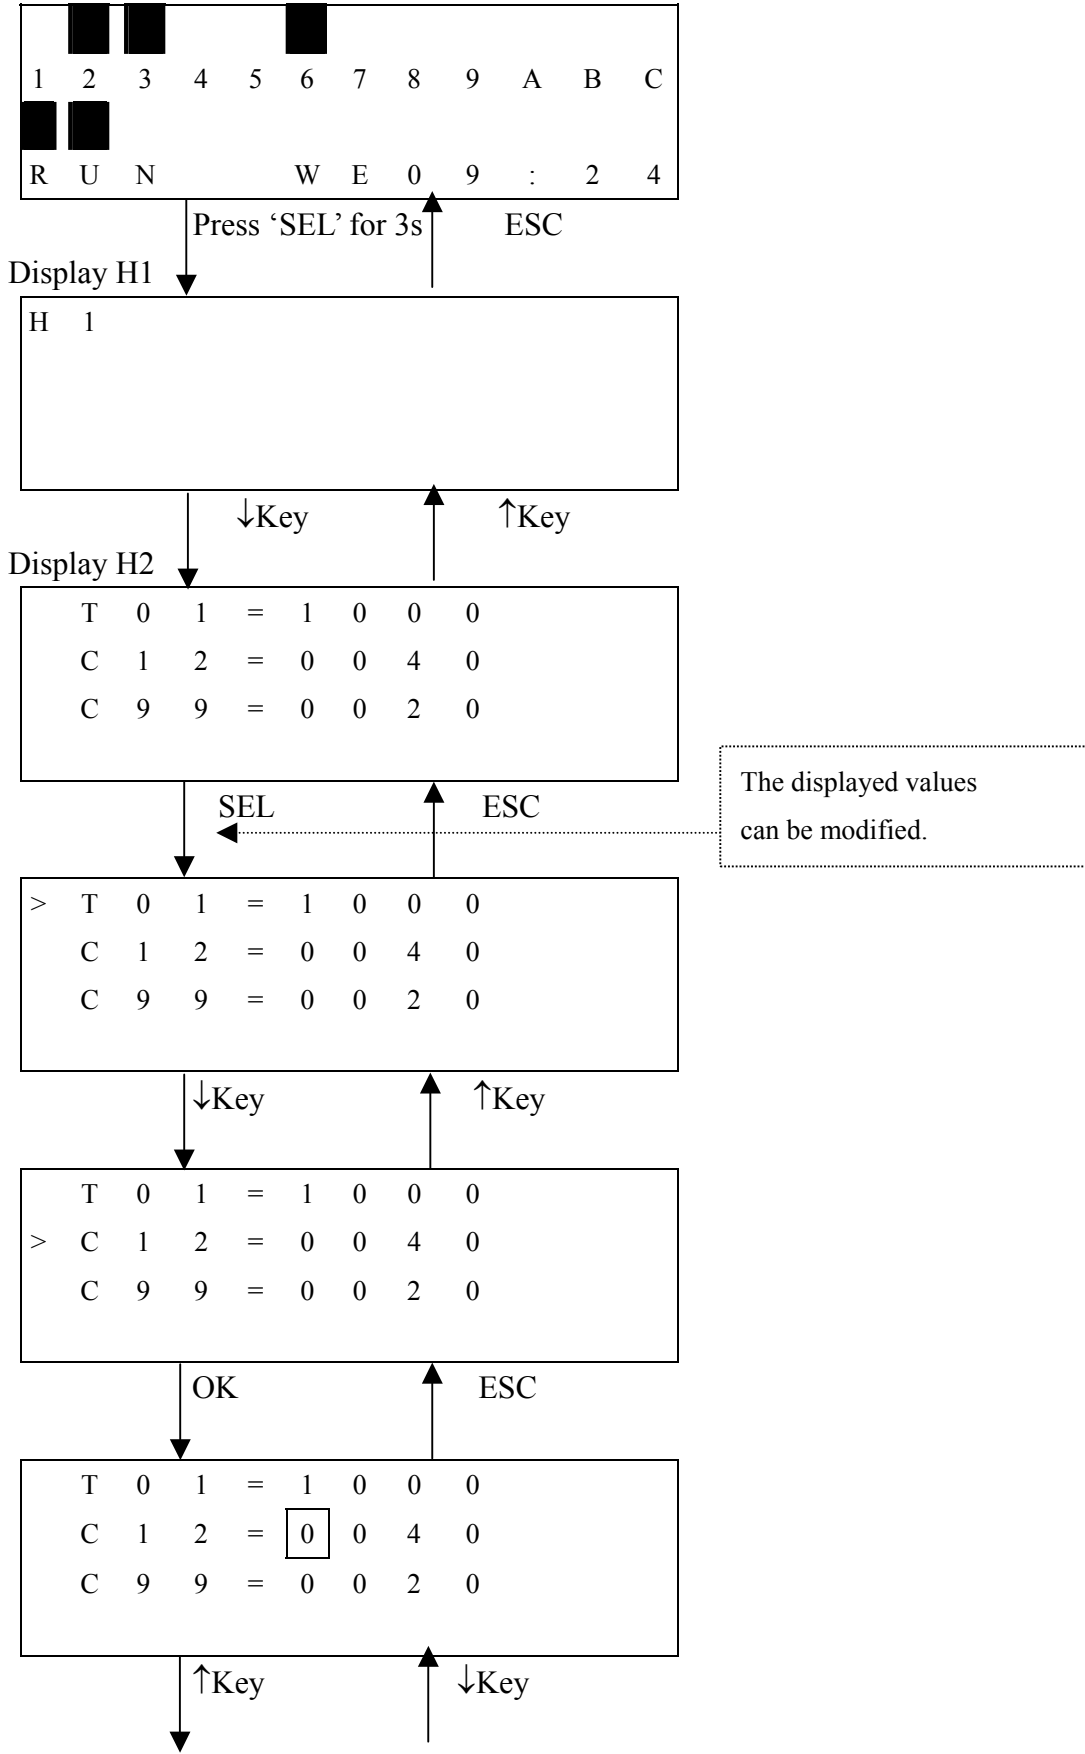 1 2 3 4 5 6 7 8 9 A B C
R U N W E 0 9 : 2 4
Press ‘SEL’ for 3s ESC
Display H1
H 1
↓Key ↑Key
Display H2
T 0 1 = 1 0 0 0
C 1 2 = 0 0 4 0
C 9 9 = 0 0 2 0
The displayed values
can be modified.
SEL ESC
> T 0 1 = 1 0 0 0
C 1 2 = 0 0 4 0
C 9 9 = 0 0 2 0
↓Key ↑Key
T 0 1 = 1 0 0 0
> C 1 2 = 0 0 4 0
C 9 9 = 0 0 2 0
OK ESC
T 0 1 = 1 0 0 0
C 1 2 = 0 0 4 0
C 9 9 = 0 0 2 0
↑Key ↓Key